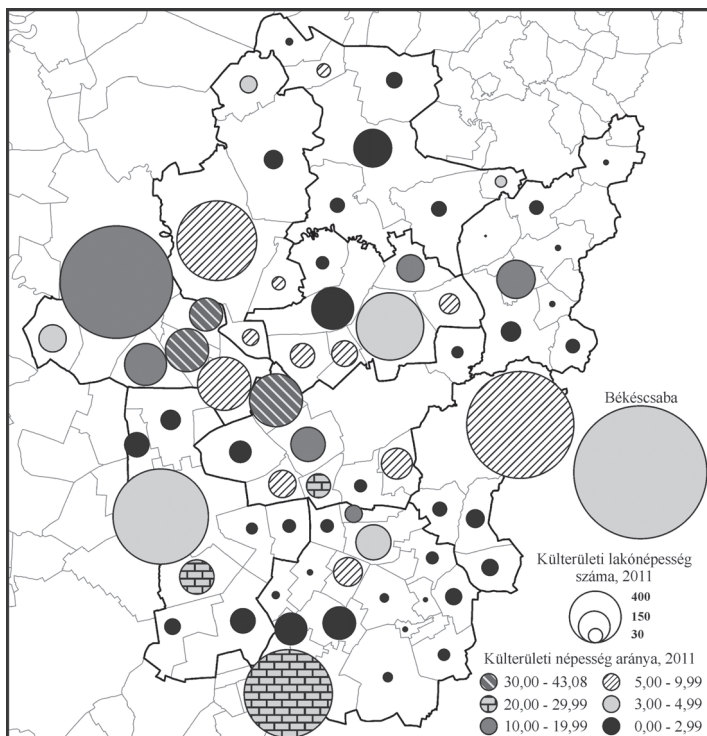 Békéscsaba
Külterületi lakónépesség
száma, 2011
400
150
30
Külterületi népesség aránya, 2011
30,00 - 43,08
5,00 - 9,99
20,00 - 29,99
3,00 - 4,99
10,00 - 19,99
0,00 - 2,99